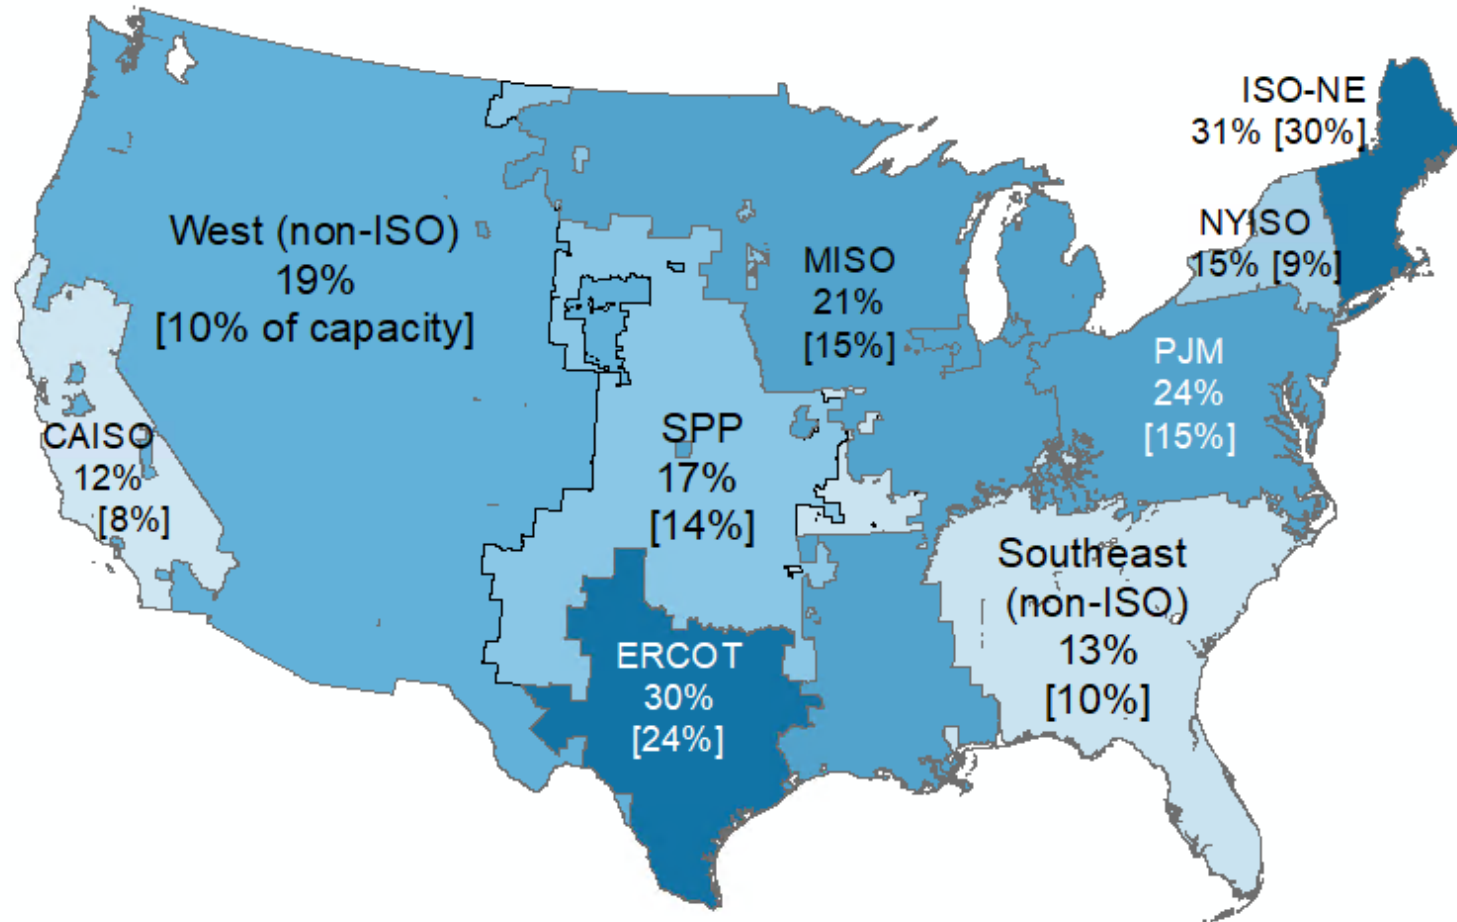 ISO-NE
31% [30%]
NYISO
15% [9%]
West (non-ISO)
19%
[10% of capacity]
MISO
21%
[15%]
PJM
24%
[15%]
CAISO
12%
[8%]
SPP
17%
[14%]
Southeast
(non-ISO)
13%
[10%]
ERCOT
30%
[24%]